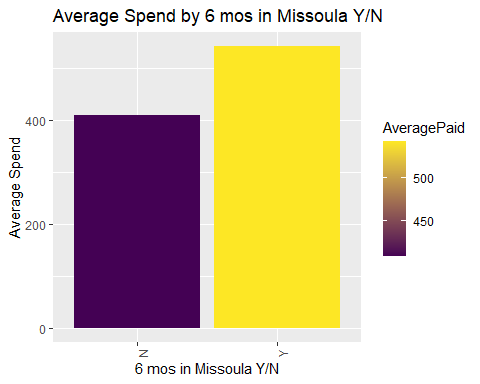 Average Spend by 6 mos in Missoula Y/N
Average Spend
400
200
0
N
Y
6 mos in Missoula Y/N
AveragePaid
500
450